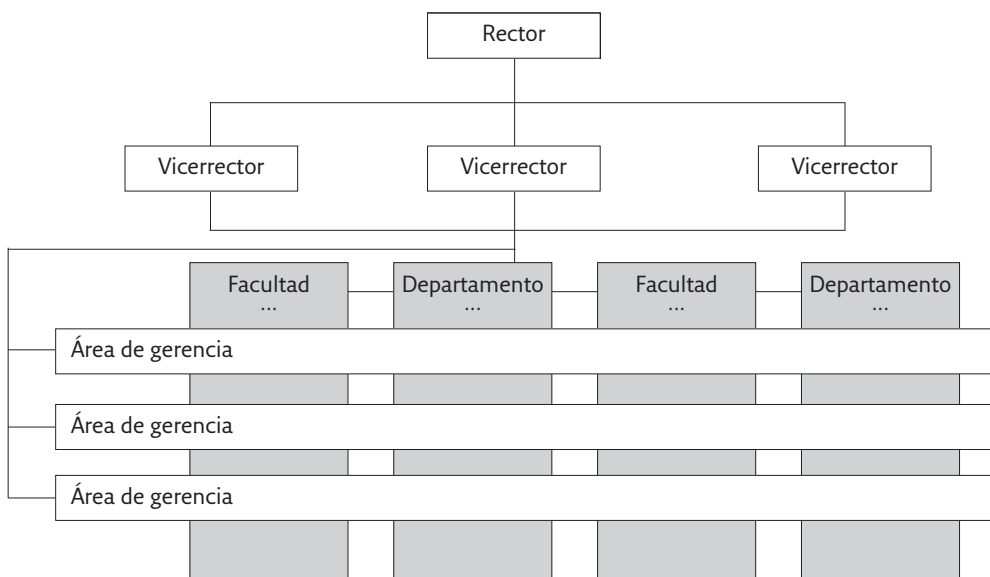 Rector
Vicerrector
Vicerrector
Vicerrector
Facultad
...
Departamento
...
Facultad
...
Departamento
...
Área de gerencia
Área de gerencia
Área de gerencia